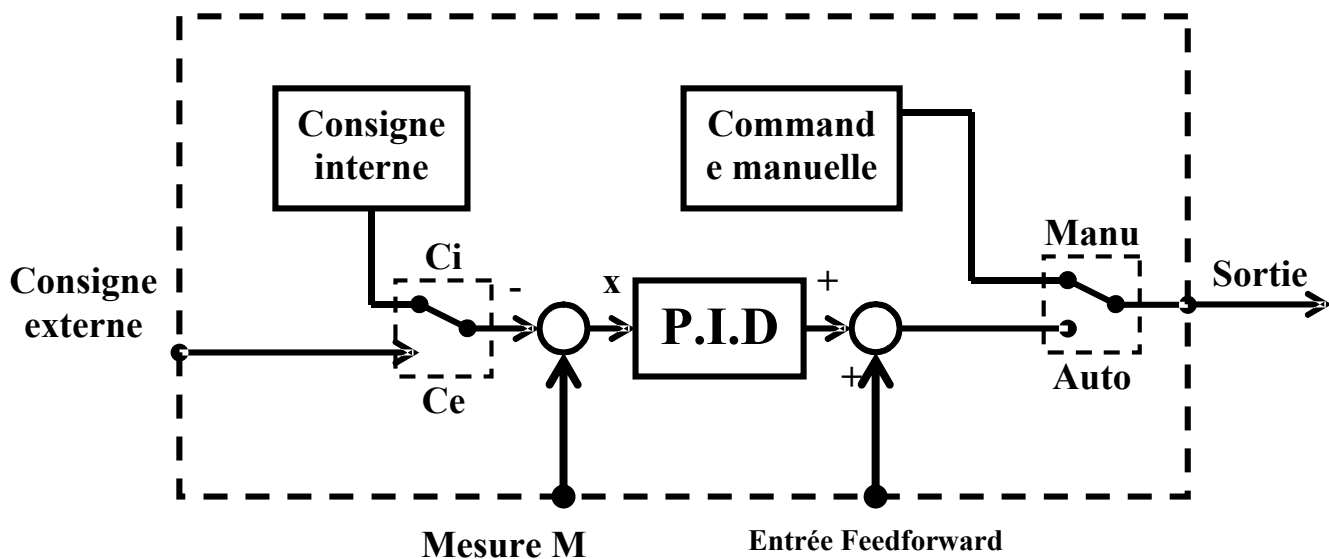 Consigne
interne
Command
e manuelle
Manu
Ci
Consigne
externe
-
x
+
Sortie
P.I.D
+
Auto
Ce
Mesure M
Entrée Feedforward